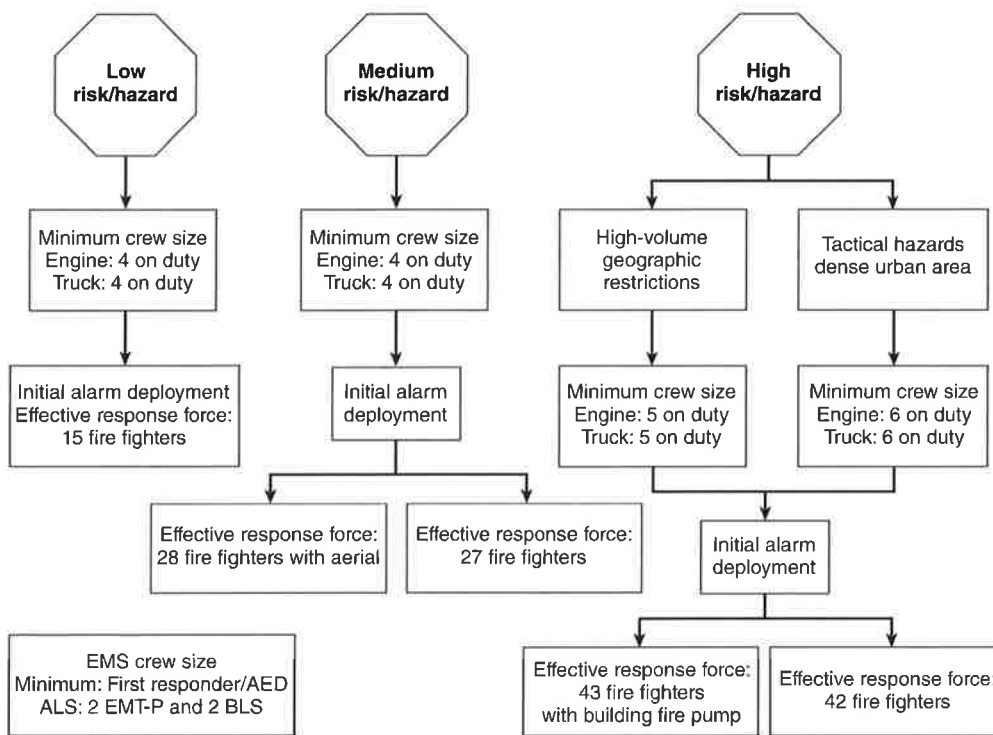 Low
risk/hazard
Medium
risk/hazard
High
risk/hazard
Minimum crew size
Engine: 4 on duty
Truck: 4 on duty
Minimum crew size
Engine: 4 on duty
Truck: 4 on duty
High-volume
geographic
restrictions
Tactical hazards
dense urban area
Initial alarm deployment
Effective response force:
15 fire fighters
Initial alarm
deployment
Minimum crew size
Engine: 5 on duty
Truck: 5 on duty
Minimum crew size
Engine: 6 on duty
Truck: 6 on duty
Effective response force:
28 fire fighters with aerial
Effective response force:
27 fire fighters
Initial alarm
deployment
EMS crew size
Minimum: First responder/AED
ALS: 2 EMT-P and 2 BLS
Effective response force:
43 fire fighters
with building fire pump
Effective response force:
42 fire fighters